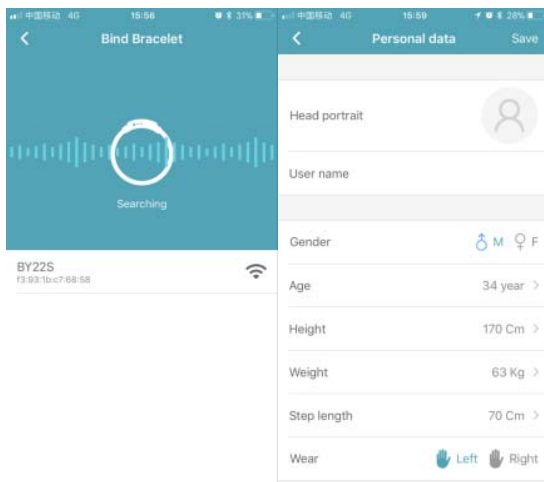 中国移动 4G 15:56 31%
Bind Bracelet
Searching
BY22S
f3:93:1b:c7:68:58
中国移动 4G 15:59 28%
Personal data Save
Head portrait
User name
Gender M F
Age 34 year
Height 170 Cm
Weight 63 Kg
Step length 70 Cm
Wear Left Right